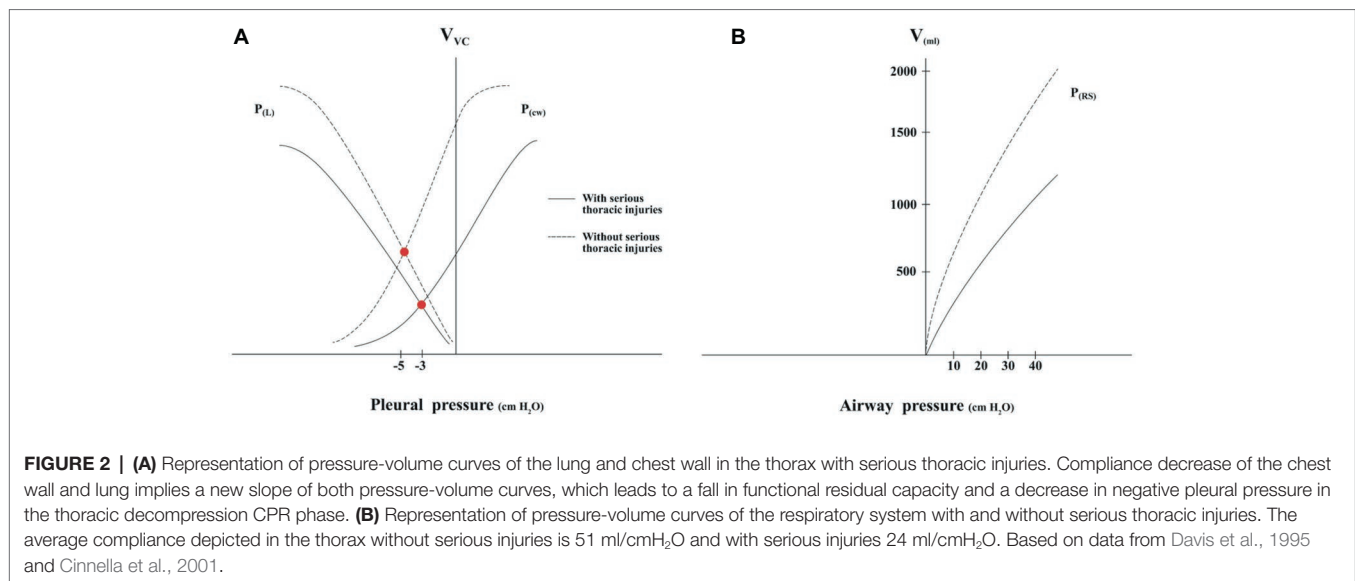 A
B
V VC
V (ml)
P(L)
P(cw)
With serious
thoracic injuries
Without serious
thoracic injuries
-5 -3
Pleural pressure (cm H₂O)
2000
1500
1000
500
P(RS)
10 20 30 40
Airway pressure (cm H₂O)
FIGURE 2 | (A) Representation of pressure-volume curves of the lung and chest wall in the thorax with serious thoracic injuries. Compliance decrease of the chest
wall and lung implies a new slope of both pressure-volume curves, which leads to a fall in functional residual capacity and a decrease in negative pleural pressure in
the thoracic decompression CPR phase. (B) Representation of pressure-volume curves of the respiratory system with and without serious thoracic injuries. The
average compliance depicted in the thorax without serious injuries is 51 ml/cmH₂O and with serious injuries 24 ml/cmH₂O. Based on data from Davis et al., 1995
and Cinnella et al., 2001.